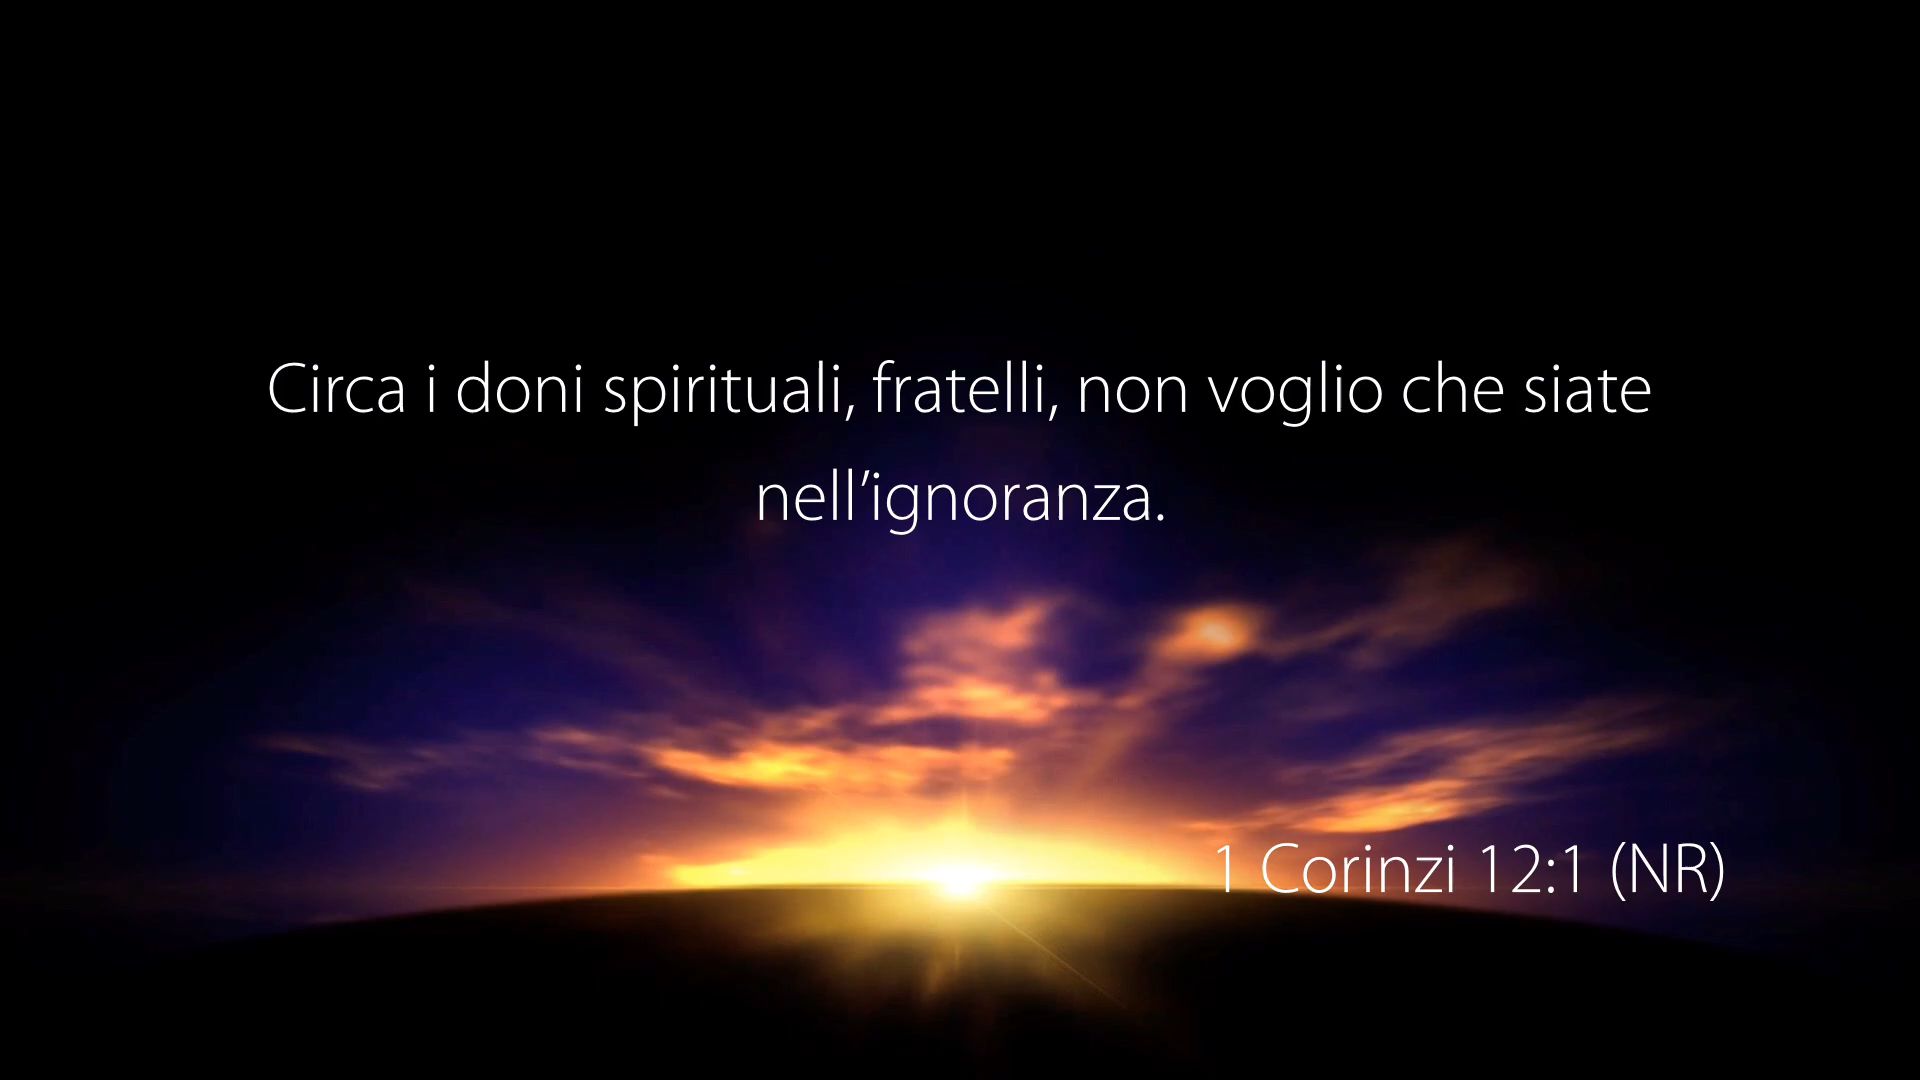 Circa i doni spirituali, fratelli, non voglio che siate
nell’ignoranza.
1 Corinzi 12:1 (NR)